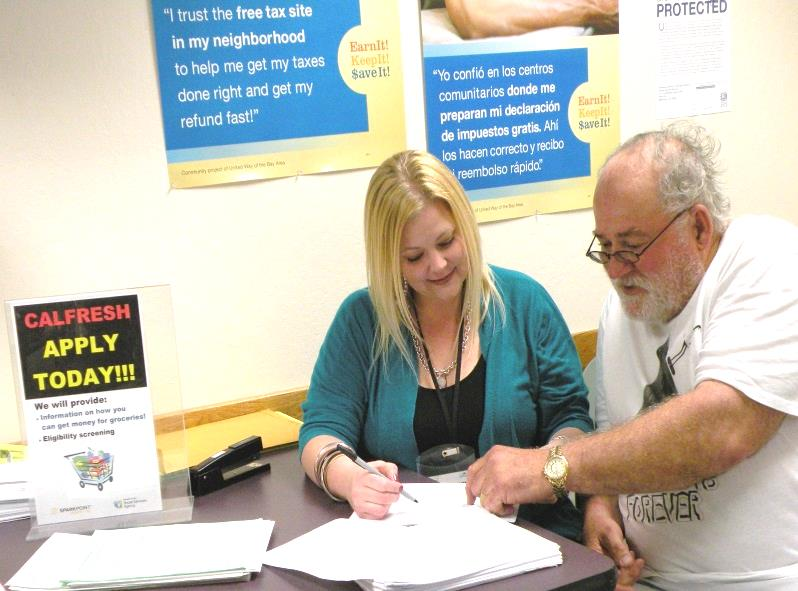 "I trust the free tax site
in my neighborhood
to help me get my taxes
done right and get my
refund fast!"
EarnIt!
KeepIt!
$aveIt!
Community project of United Way of the Bay Area
"Yo confió en los centros
comunitarios donde me
preparan mi declaración
de impuestos gratis. Ahí
los hacen correcto y recibo
mi reembolso rápido."
EarnIt!
KeepIt!
$aveIt!
United Way of the Bay Area
PROTECTED
CALFRESH
APPLY
TODAY!!!
We will provide:
- Information on how you
can get money for groceries!
- Eligibility screening
SPARKPOINT
Social Services
Agency
FOREVER